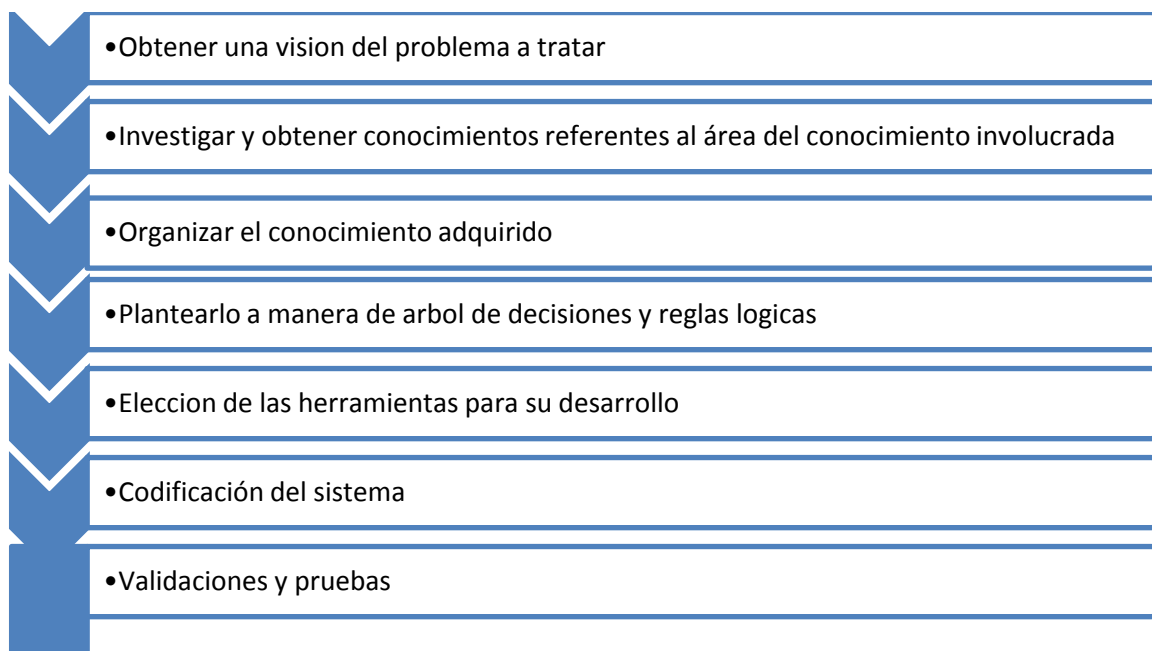 •Obtener una vision del problema a tratar
•Investigar y obtener conocimientos referentes al área del conocimiento involucrada
•Organizar el conocimiento adquirido
•Plantearlo a manera de arbol de decisiones y reglas logicas
•Eleccion de las herramientas para su desarrollo
•Codificación del sistema
•Validaciones y pruebas